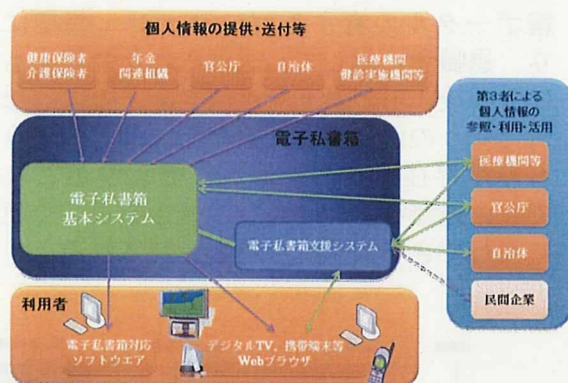 個人情報の提供・送付等
健康保険者
介護保険者
年金
関連組織
官公庁
自治体
医療機関
健診実施機関等
電子私書箱
電子私書箱
基本システム
電子私書箱支援システム
第3者による
個人情報の
参照・利用・活用
医療機関等
官公庁
自治体
民間企業
利用者
電子私書箱対応
ソフトウエア
デジタルTV、携帯端末等
Webブラウザ